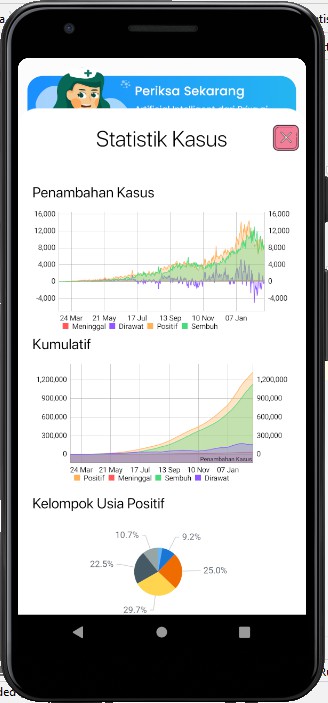 Periksa Sekarang
Statistik Kasus
Penambahan Kasus
16,000 16,000
12,000 12,000
8,000 8,000
4,000 4,000
0 0
-4,000 -4,000
24 Mar 21 May 17 Jul 13 Sep 10 Nov 07 Jan
Meninggal Dirawat Positif Sembuh
Kumulatif
1,200,000 1,200,000
900,000 900,000
600,000 600,000
300,000 300,000
0 0
Penambahan Kasus
24 Mar 21 May 17 Jul 13 Sep 10 Nov 07 Jan
Positif Meninggal Sembuh Dirawat
Kelompok Usia Positif
10.7% 9.2%
22.5% 25.0%
29.7%